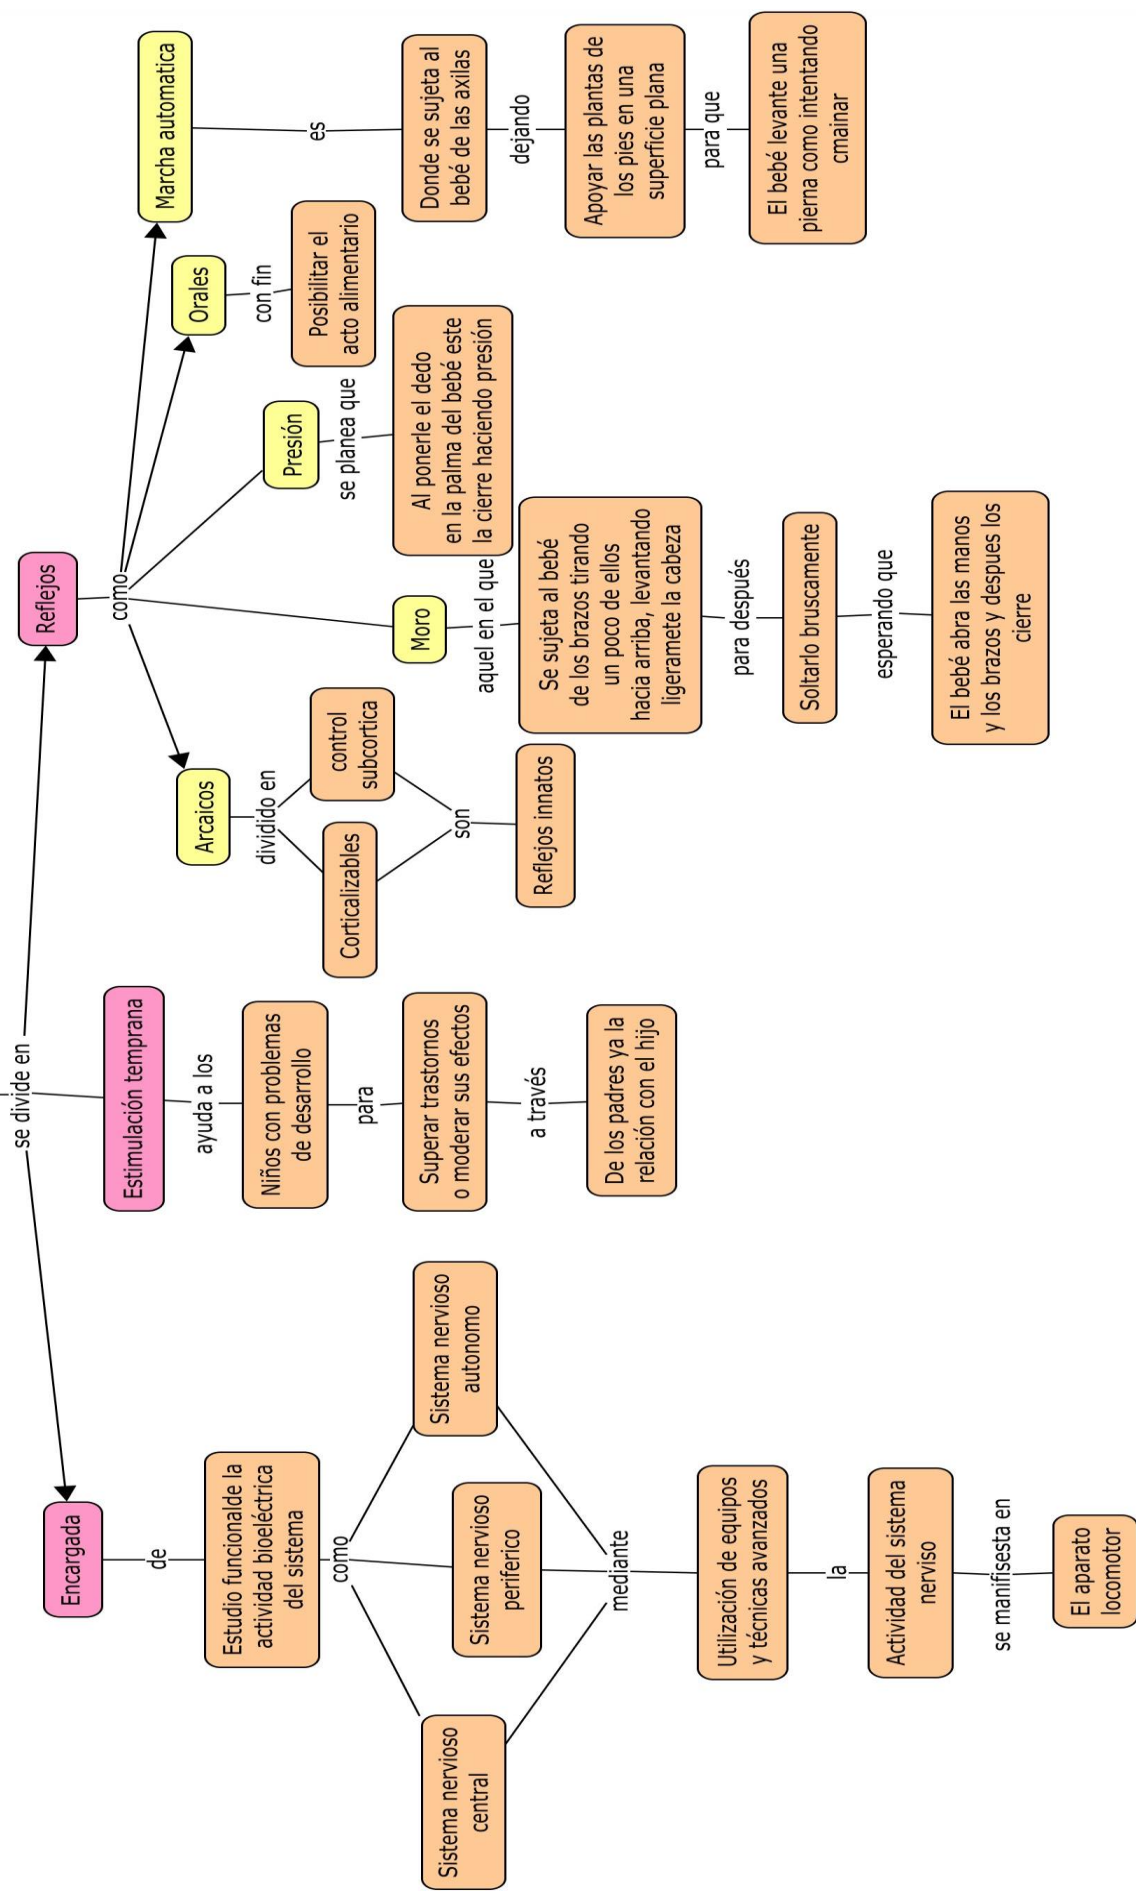 se divide en
Encargada
de
Estudio funcionalde la
actividad bioeléctrica
del sistema
como
Sistema nervioso
central
Sistema nervioso
periferico
Sistema nervioso
autonomo
mediante
Utilización de equipos
y técnicas avanzados
la
Actividad del sistema
nerviso
se manifisesta en
El aparato
locomotor
Estimulación temprana
ayuda a los
Niños con problemas
de desarrollo
para
Superar trastornos
o moderar sus efectos
a través
De los padres ya la
relación con el hijo
Reflejos
como
Arcaicos
dividido en
Corticalizables
control
subcortica
son
Reflejos innatos
Moro
aquel en el que
Se sujeta al bebé
de los brazos tirando
un poco de ellos
hacia arriba, levantando
ligeramete la cabeza
para después
Soltarlo bruscamente
esperando que
El bebé abra las manos
y los brazos y despues los
cierre
Presión
se planea que
Al ponerle el dedo
en la palma del bebé este
la cierre haciendo presión
Orales
con fin
Posibilitar el
acto alimentario
Marcha automatica
es
Donde se sujeta al
bebé de las axilas
dejando
Apoyar las plantas de
los pies en una
superficie plana
para que
El bebé levante una
pierna como intentando
cmainar